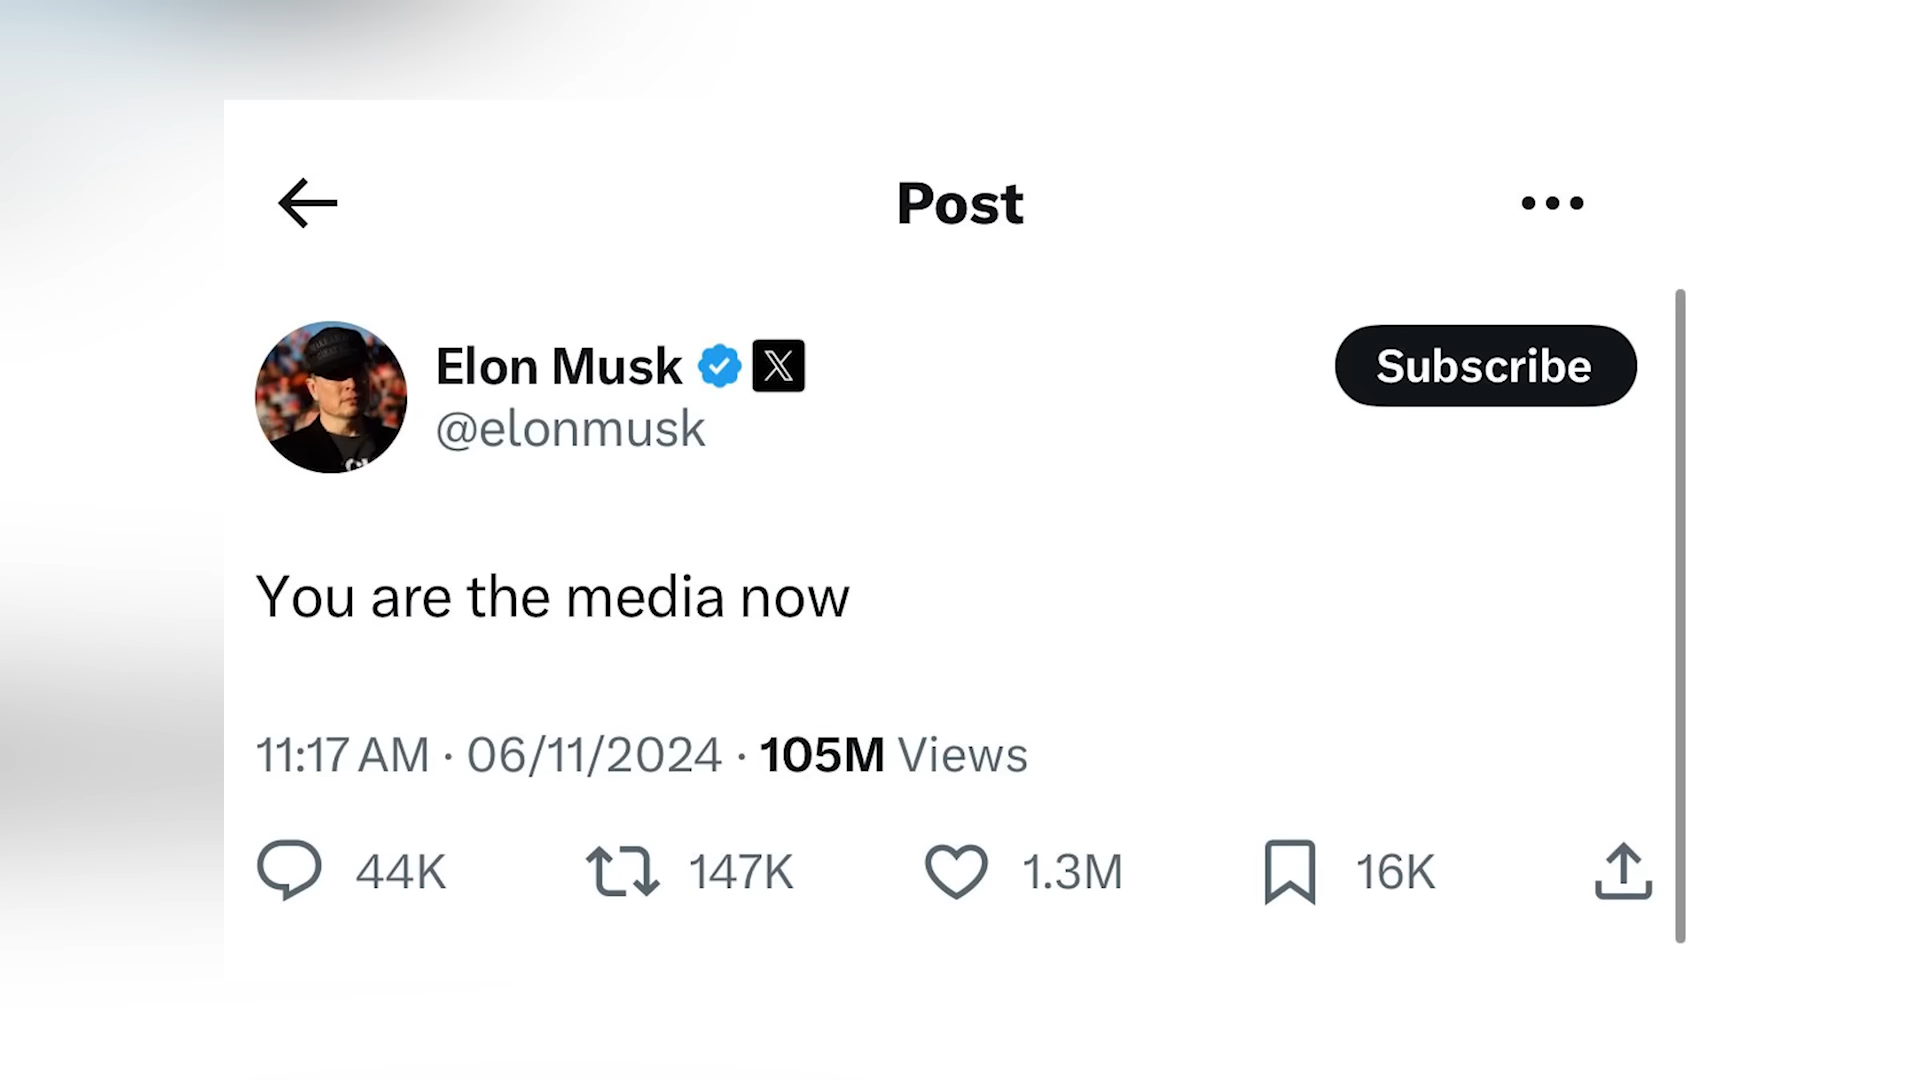 Post
Elon Musk
Subscribe
@elonmusk
You are the media now
11:17 AM · 06/11/2024 · 105M Views
44K 147K 1.3M 16K